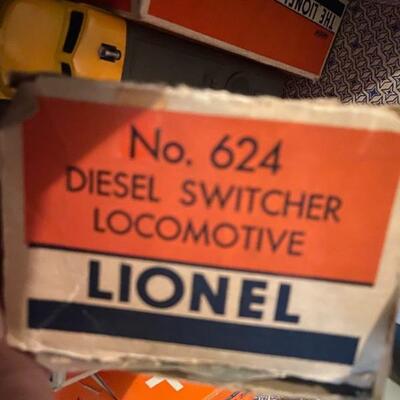 THE LIONEL
No. 624
DIESEL SWITCHER
LOCOMOTIVE
LIONEL